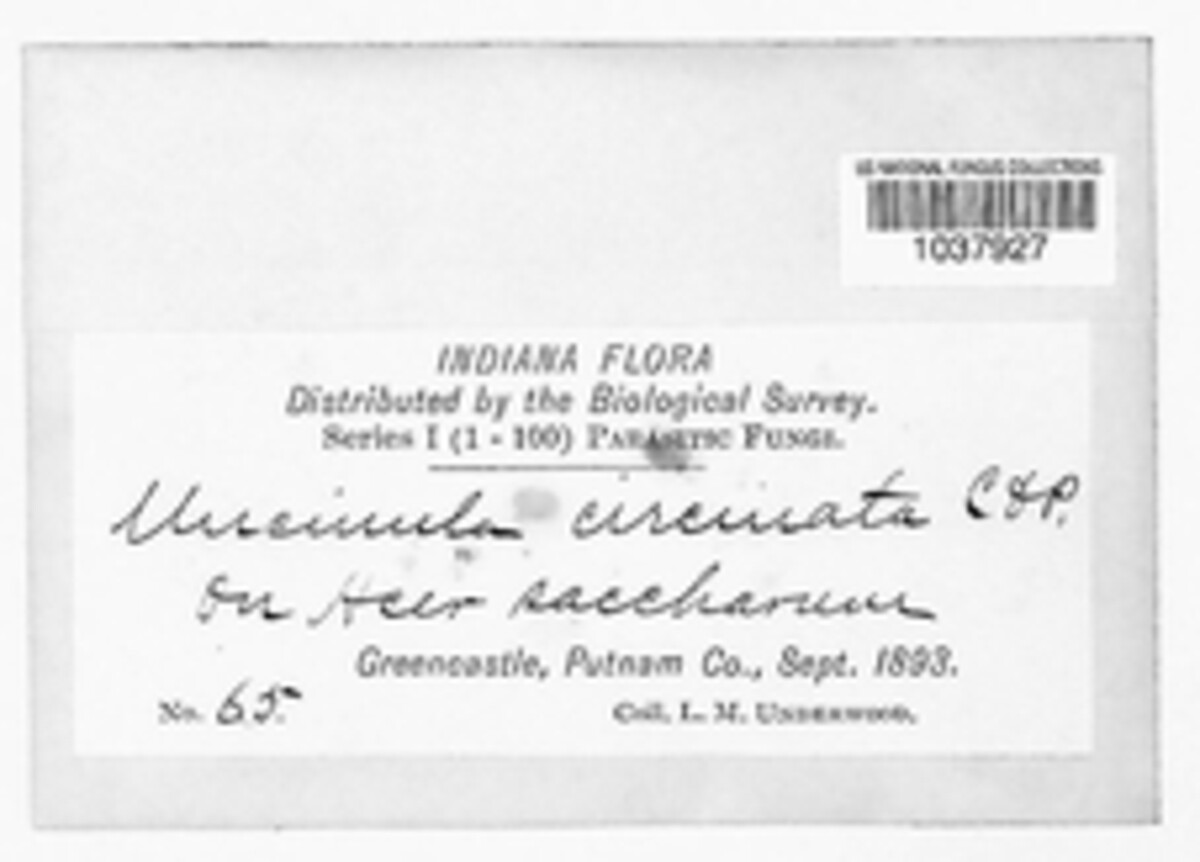 US NATIONAL FUNGUS COLLECTIONS
1037927
INDIANA FLORA
Distributed by the Biological Survey.
Series I (1 - 100) Parasitic Fungi.
Uncinula circinata C & P.
on Acer saccharum
Greencastle, Putnam Co., Sept. 1893.
No. 65.
Coll. L. M. Underwood.